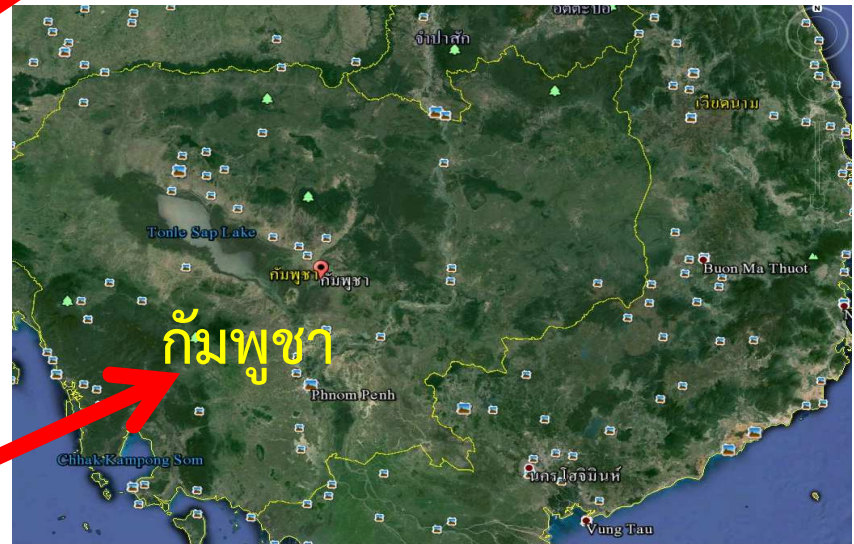 อัตตะปือ
จำปาสัก
เวียดนาม
Tonle Sap Lake
กัมพูชา กัมพูชา
Buon Ma Thuot
กัมพูชา
Phnom Penh
Chhak Kampong Som
นคร โฮจิมินห์
Vung Tau
N